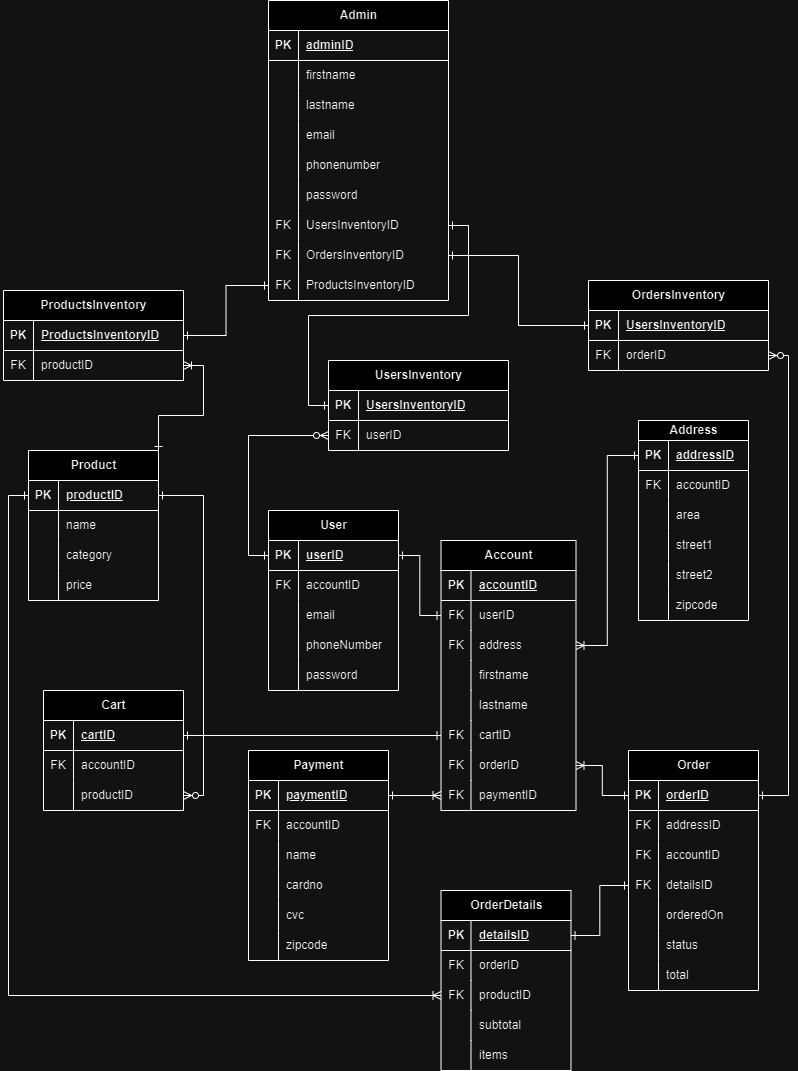 Admin
PK adminID
firstname
lastname
email
phonenumber
password
FK UsersInventoryID
FK OrdersInventoryID
FK ProductsInventoryID
ProductsInventory
PK ProductsInventoryID
FK productID
OrdersInventory
PK UsersInventoryID
FK orderID
UsersInventory
PK UsersInventoryID
FK userID
Address
PK addressID
FK accountID
area
street1
street2
zipcode
Product
PK productID
name
category
price
User
PK userID
FK accountID
email
phoneNumber
password
Account
PK accountID
FK userID
FK address
firstname
lastname
FK cartID
FK orderID
FK paymentID
Cart
PK cartID
FK accountID
productID
Payment
PK paymentID
FK accountID
name
cardno
cvc
zipcode
Order
PK orderID
FK addressID
FK accountID
FK detailsID
orderedOn
status
total
OrderDetails
PK detailsID
FK orderID
FK productID
subtotal
items